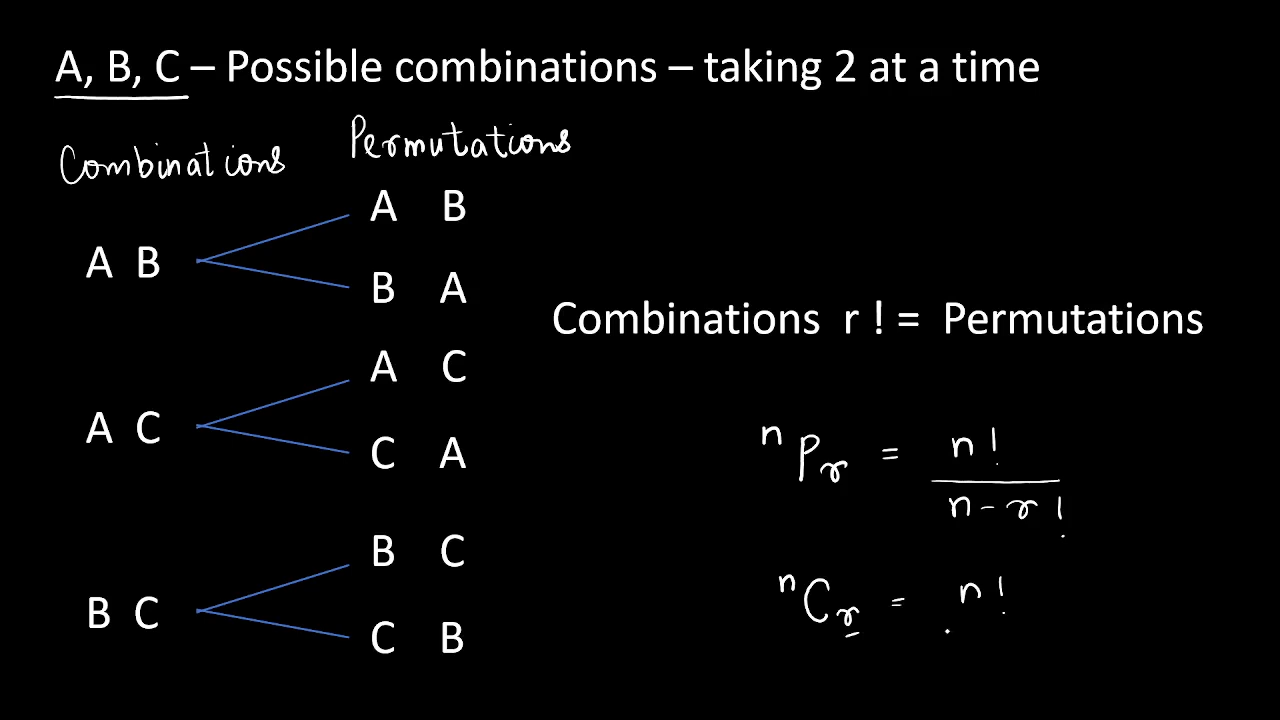 A, B, C – Possible combinations – taking 2 at a time
Combinations
Permutations
A B
A B
B A
A C
A C
C A
B C
B C
C B
Combinations r ! = Permutations
nPr = n!
n - r !
nCr = n!